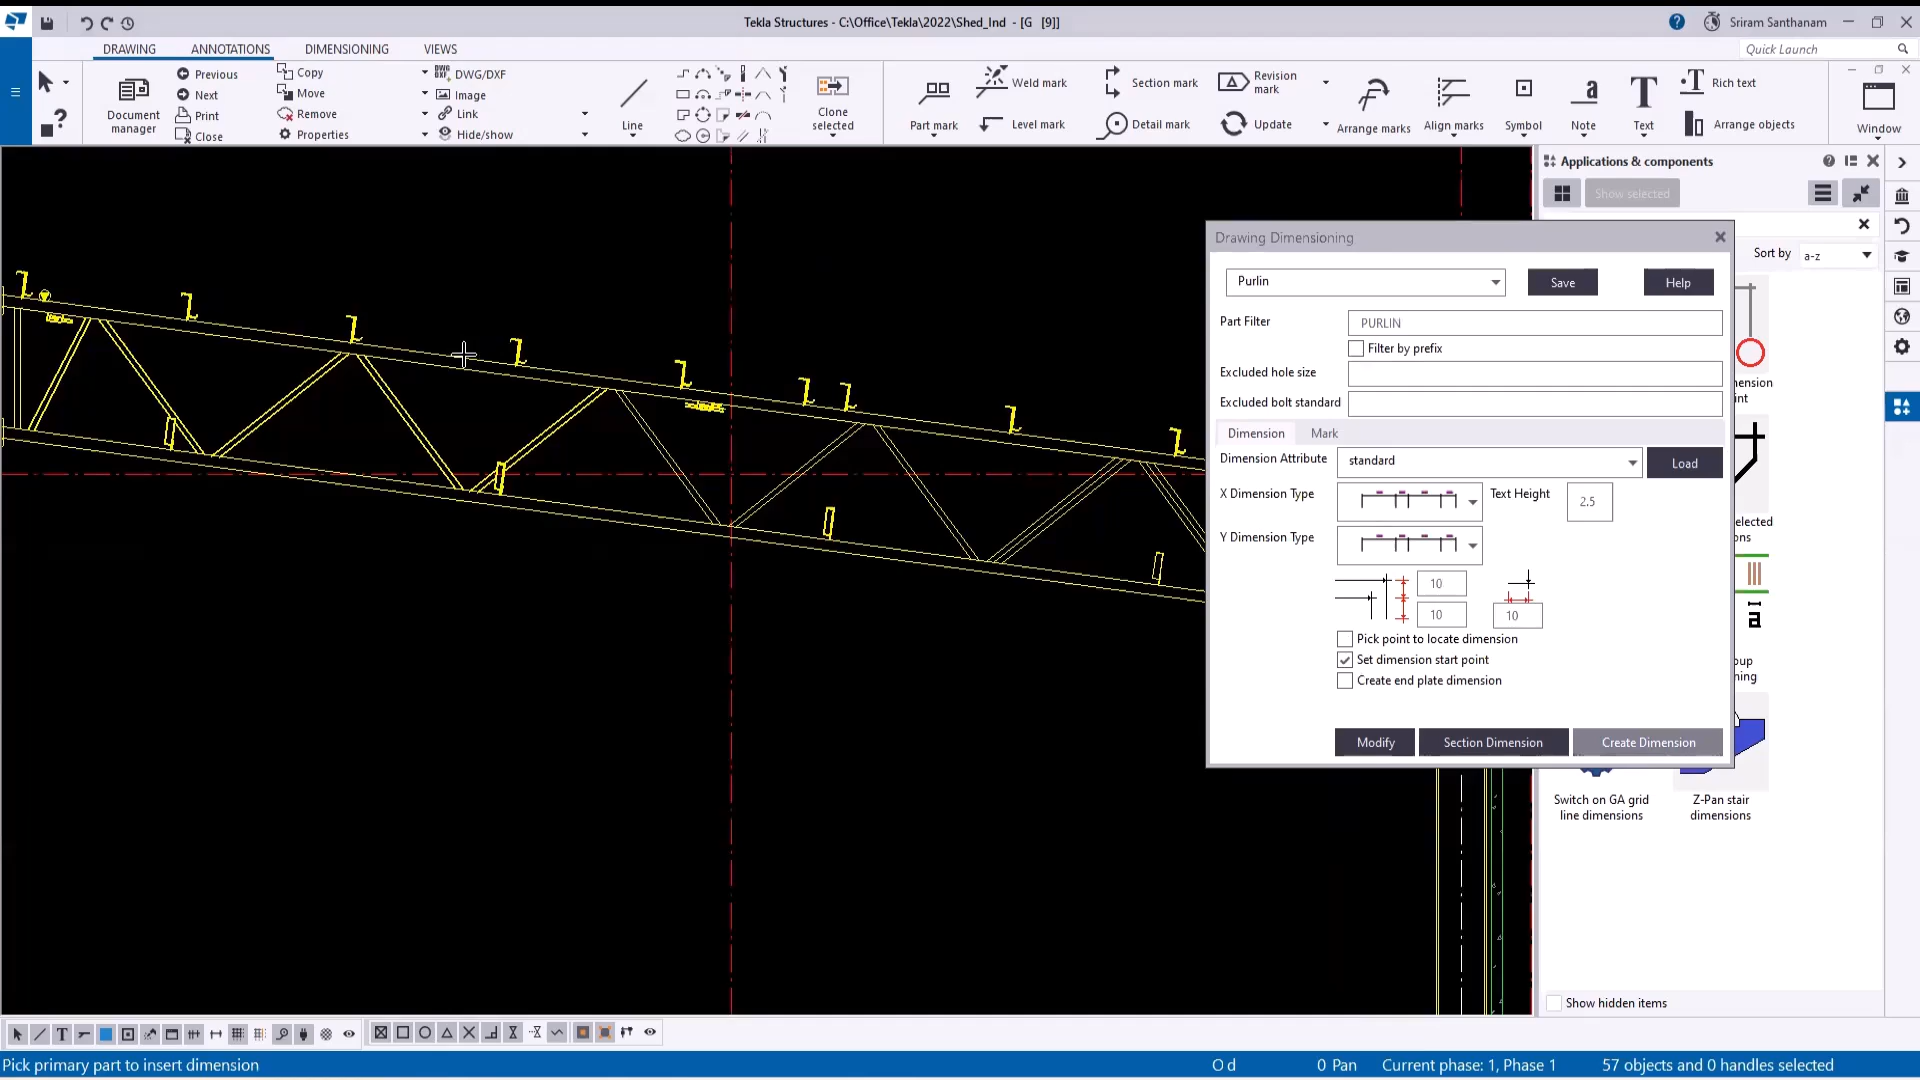 Tekla Structures - C:\Office\Tekla\2022\Shed_Ind - [G [9]]
Sriram Santhanam
DRAWING ANNOTATIONS DIMENSIONING VIEWS
Quick Launch
Document manager
Previous
Next
Print
Close
Copy
Move
Remove
Properties
DWG/DXF
Image
Link
Hide/show
Line
Clone selected
Part mark
Weld mark
Level mark
Section mark
Detail mark
Revision mark
Update
Arrange marks
Align marks
Symbol
Note
Text
Rich text
Arrange objects
Window
Applications & components
Show selected
Sort by a-z
Drawing Dimensioning
Purlin Save Help
Part Filter PURLIN
Filter by prefix
Excluded hole size
Excluded bolt standard
Dimension Mark
Dimension Attribute standard Load
X Dimension Type Text Height 2.5
Y Dimension Type
10
10 10
Pick point to locate dimension
Set dimension start point
Create end plate dimension
Modify Section Dimension Create Dimension
ension
int
elected
ons
a
oup
ning
Switch on GA grid line dimensions
Z-Pan stair dimensions
Show hidden items
Pick primary part to insert dimension
O d 0 Pan Current phase: 1, Phase 1 57 objects and 0 handles selected